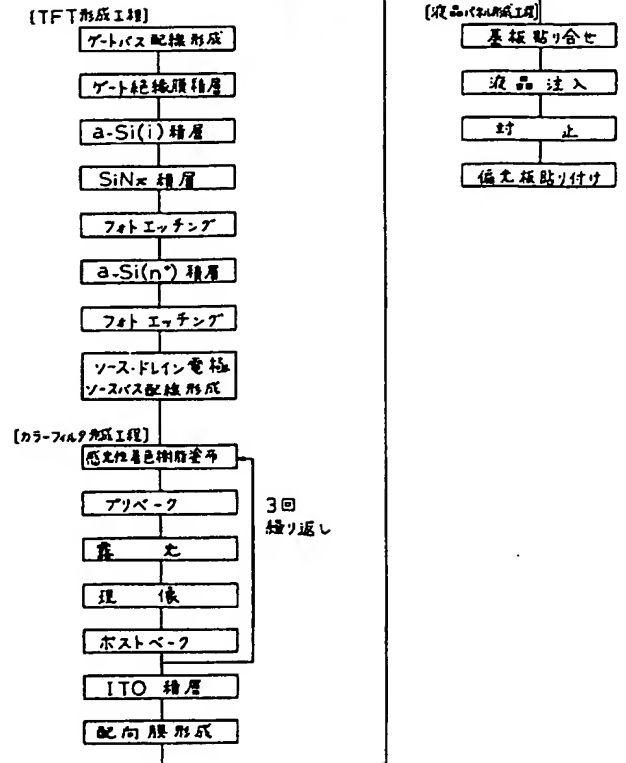 [TFT形成工程]
ゲートバス配線形成
ゲート絶縁膜積層
a-Si(i)積層
SiNx 積層
フォトエッチング
a-Si(n⁺)積層
フォトエッチング
ソース・ドレイン電極
ソースバス配線形成
[カラーフィルタ形成工程]
感光性着色樹脂塗布
プリベーク
露光
現像
ポストベーク
3回
繰り返し
ITO 積層
配向膜形成
[液晶パネル形成工程]
基板貼り合せ
液晶注入
封止
偏光板貼り付け